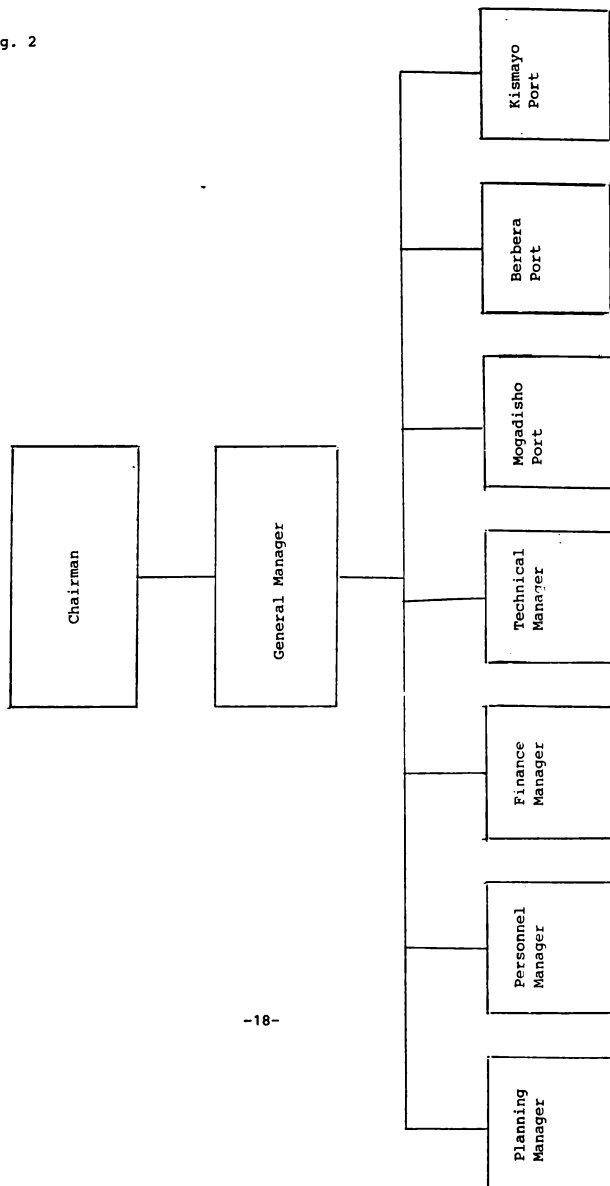 g. 2
Chairman
General Manager
Planning
Manager
Personnel
Manager
Finance
Manager
Technical
Manager
Mogadisho
Port
Berbera
Port
Kismayo
Port
-18-